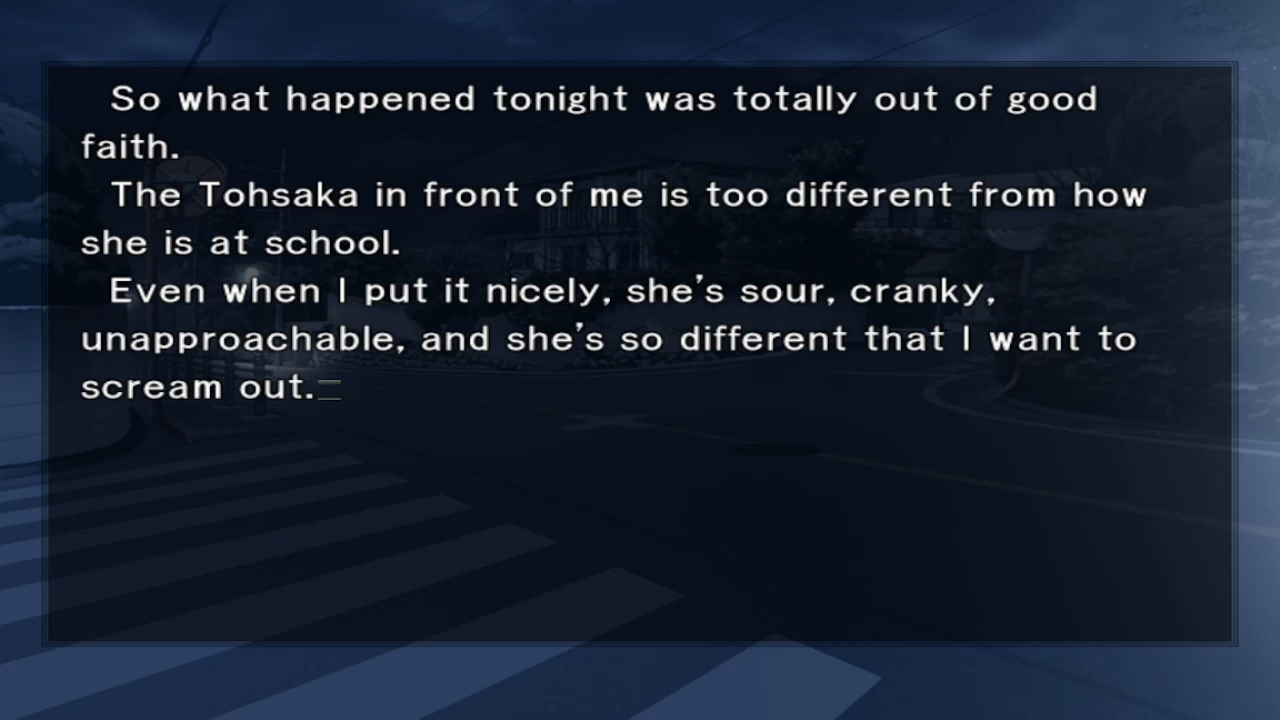 So what happened tonight was totally out of good
faith.
The Tohsaka in front of me is too different from how
she is at school.
Even when I put it nicely, she's sour, cranky,
unapproachable, and she's so different that I want to
scream out.